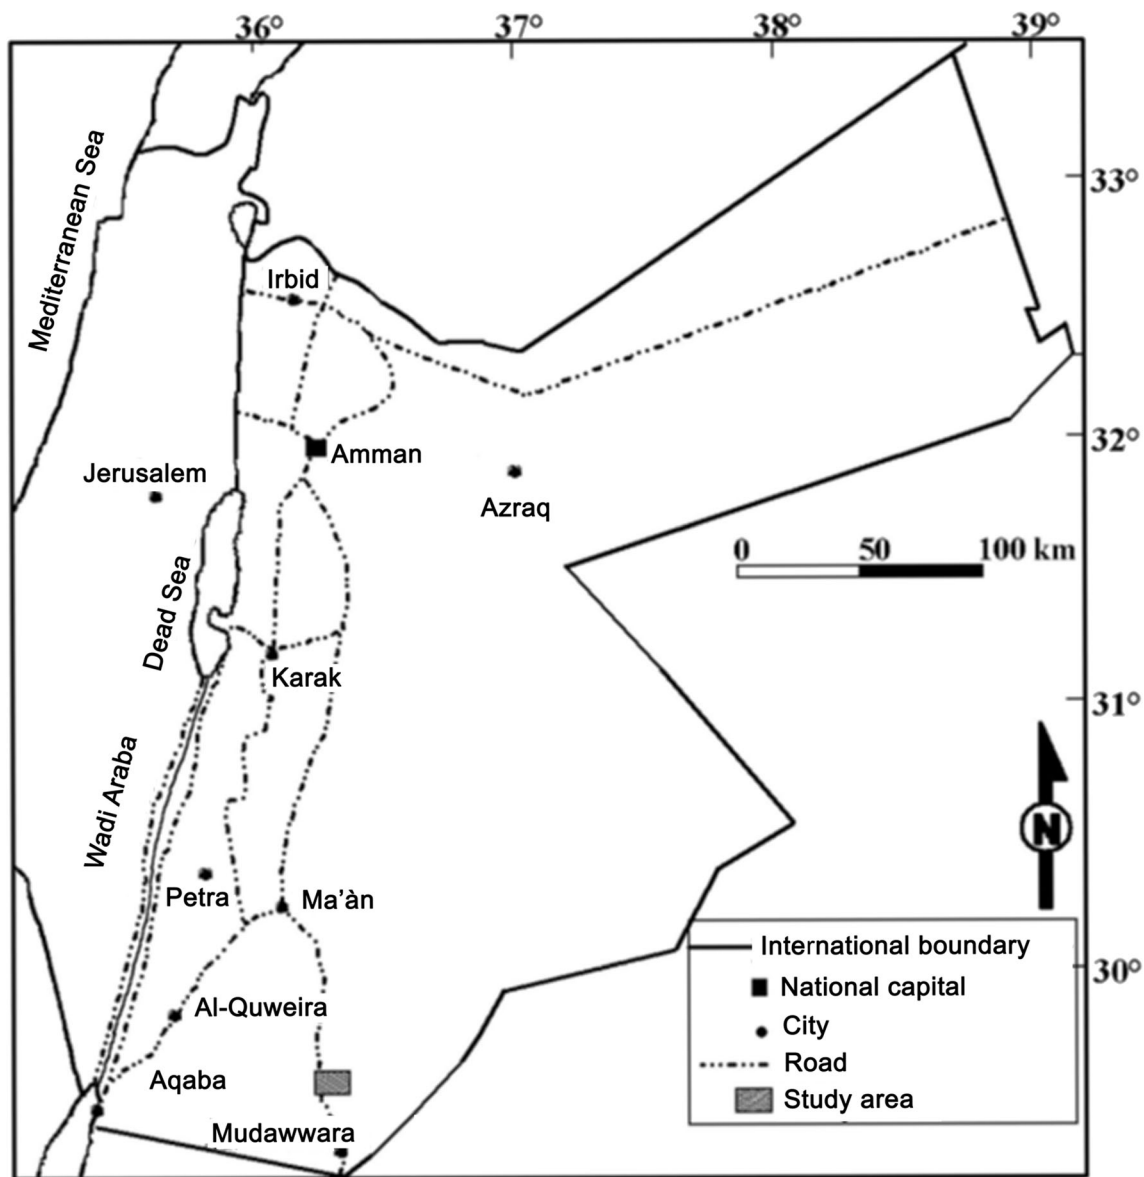 36°
37°
38°
39°
Mediterranean Sea
33°
Irbid
32°
Amman
Jerusalem
Azraq
0 50 100 km
Dead Sea
Karak
31°
Wadi Araba
N
Petra
Ma’àn
International boundary
30°
National capital
Al-Quweira
City
Road
Aqaba
Study area
Mudawwara